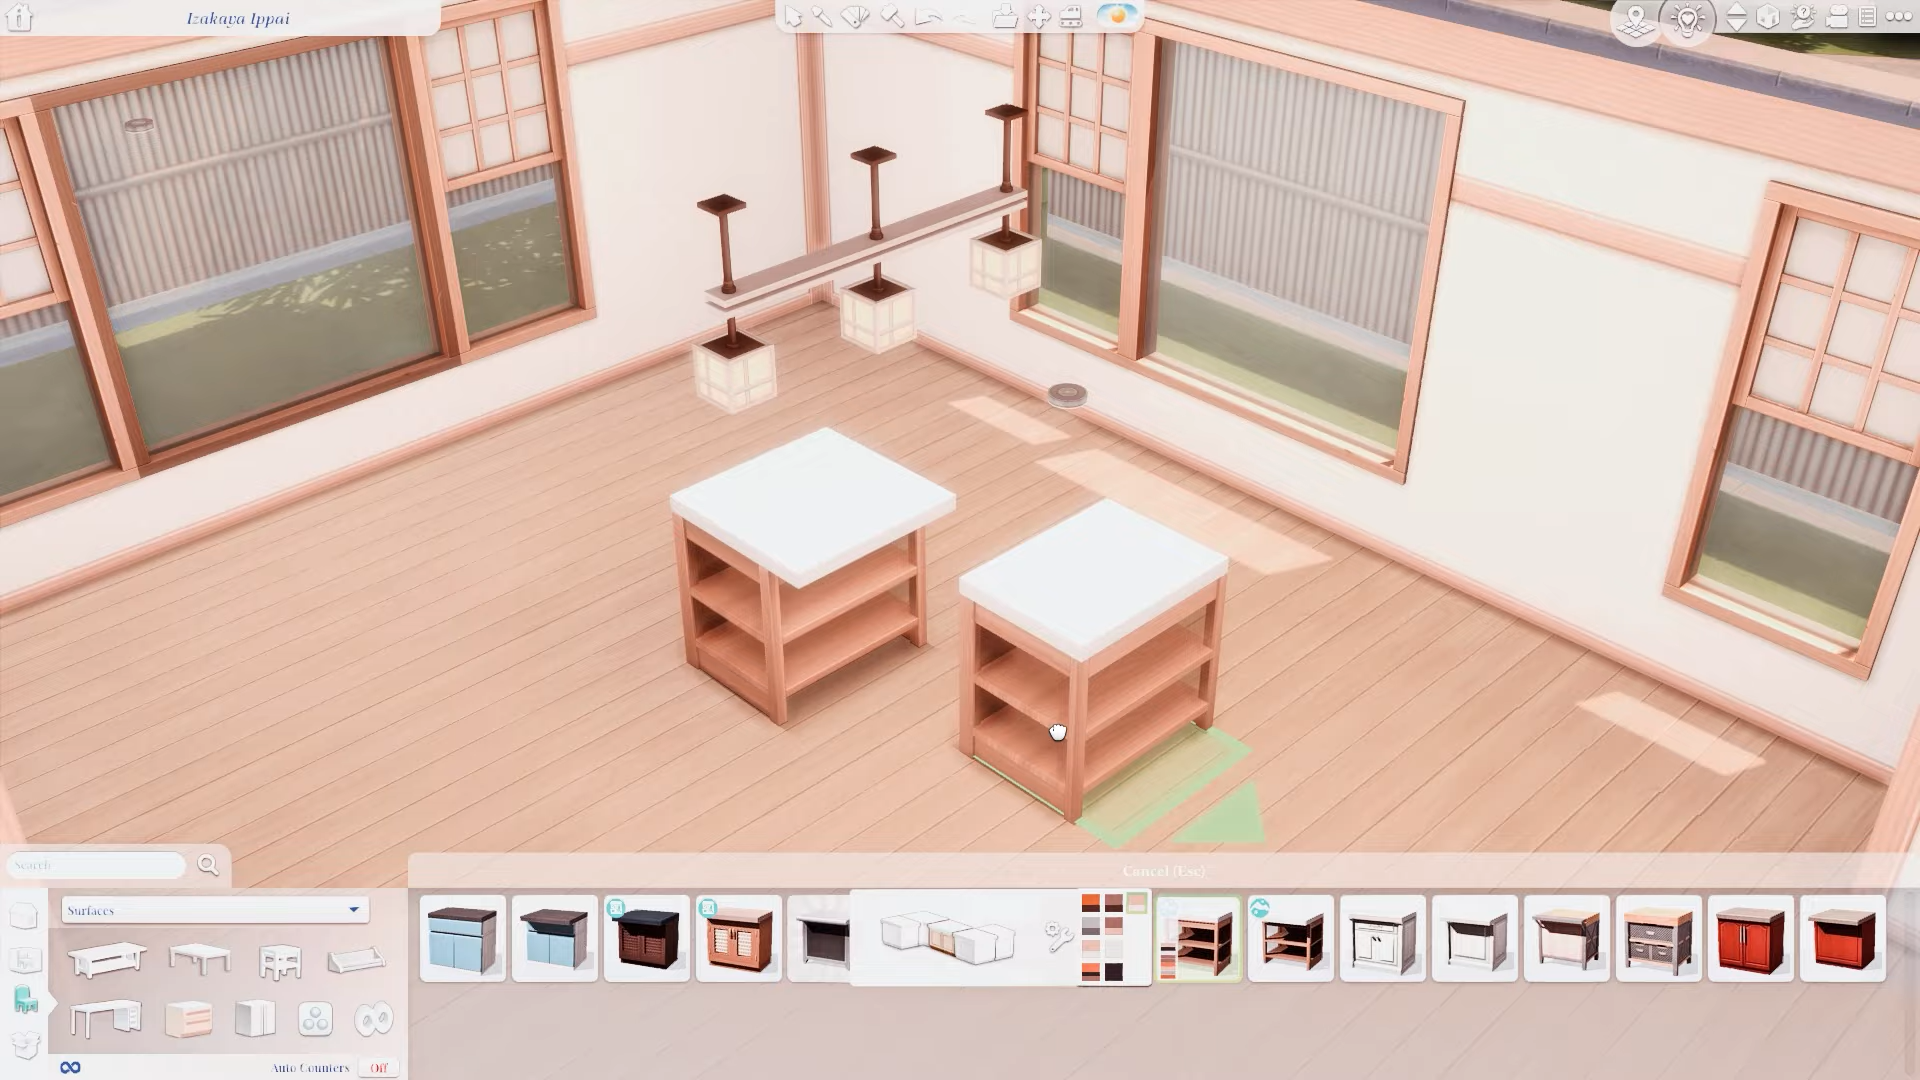 Izakaya Ippai
Search
Cancel (Esc)
Surfaces
Auto Counters
Off